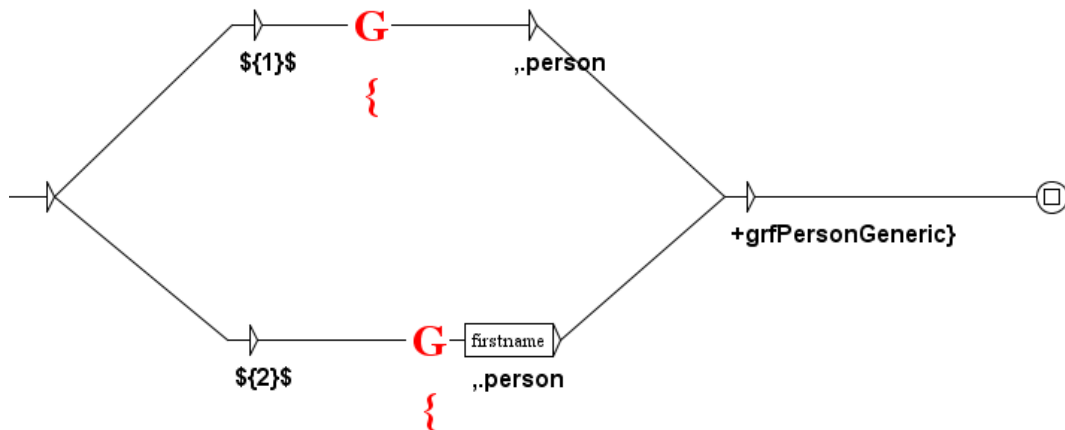 G
${1}$
,.person
{
+grfPersonGeneric}
G
firstname
${2}$
,.person
{